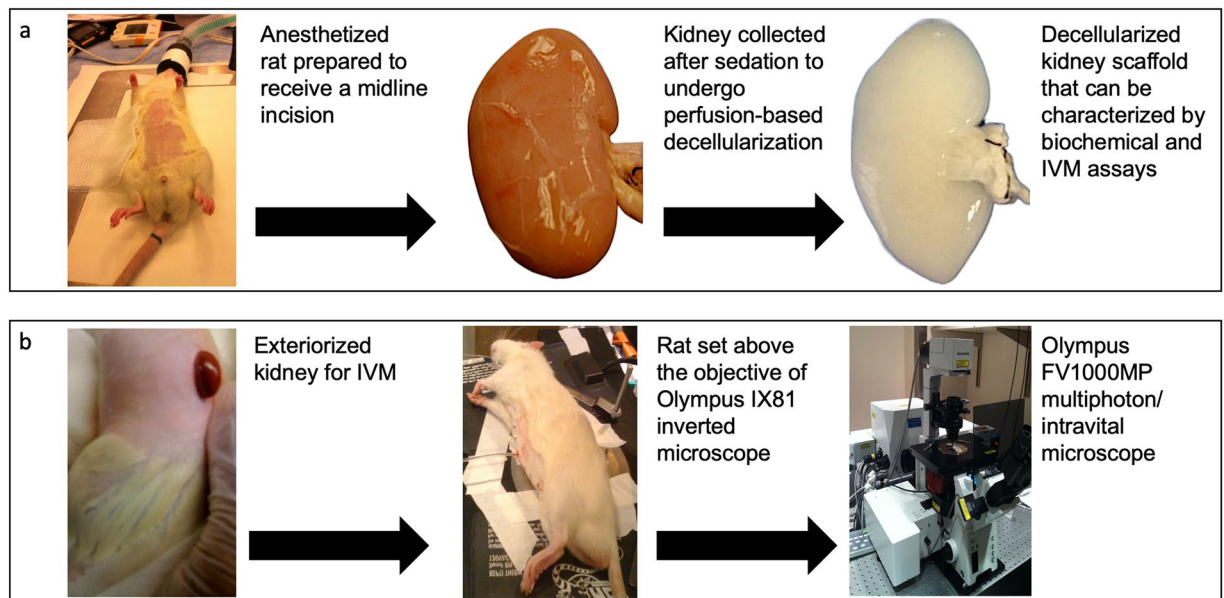 a
Anesthetized
rat prepared to
receive a midline
incision
Kidney collected
after sedation to
undergo
perfusion-based
decellularization
Decellularized
kidney scaffold
that can be
characterized by
biochemical and
IVM assays
b
Exteriorized
kidney for IVM
Rat set above
the objective of
Olympus IX81
inverted
microscope
Olympus
FV1000MP
multiphoton/
intravital
microscope